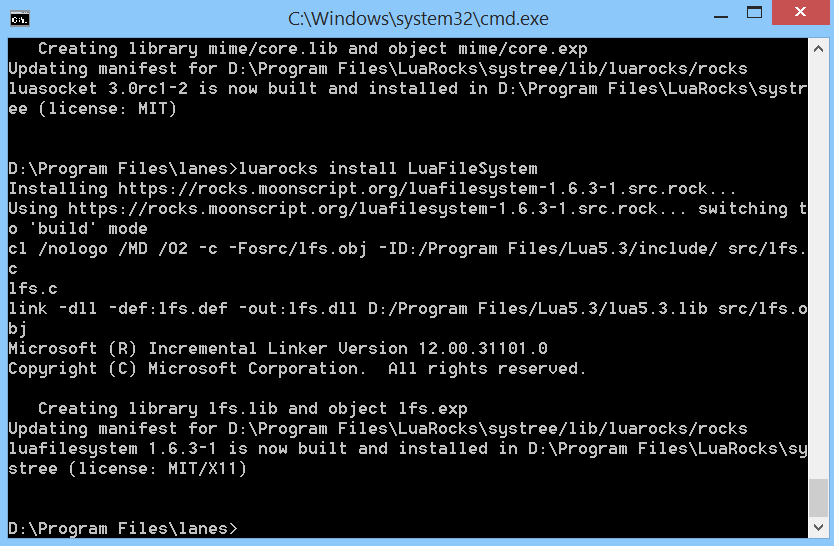 C:\Windows\system32\cmd.exe
C:\.
   Creating library mime/core.lib and object mime/core.exp
Updating manifest for D:\Program Files\LuaRocks\systree/lib/luarocks/rocks
luasocket 3.0rc1-2 is now built and installed in D:\Program Files\LuaRocks\systr
ee (license: MIT)
D:\Program Files\lanes>luarocks install LuaFileSystem
Installing https://rocks.moonscript.org/luafilesystem-1.6.3-1.src.rock...
Using https://rocks.moonscript.org/luafilesystem-1.6.3-1.src.rock... switching t
o 'build' mode
cl /nologo /MD /O2 -c -Fosrc/lfs.obj -ID:/Program Files/Lua5.3/include/ src/lfs.
c
lfs.c
link -dll -def:lfs.def -out:lfs.dll D:/Program Files/Lua5.3/lua5.3.lib src/lfs.o
bj
Microsoft (R) Incremental Linker Version 12.00.31101.0
Copyright (C) Microsoft Corporation.  All rights reserved.
   Creating library lfs.lib and object lfs.exp
Updating manifest for D:\Program Files\LuaRocks\systree/lib/luarocks/rocks
luafilesystem 1.6.3-1 is now built and installed in D:\Program Files\LuaRocks\sy
stree (license: MIT/X11)
D:\Program Files\lanes>